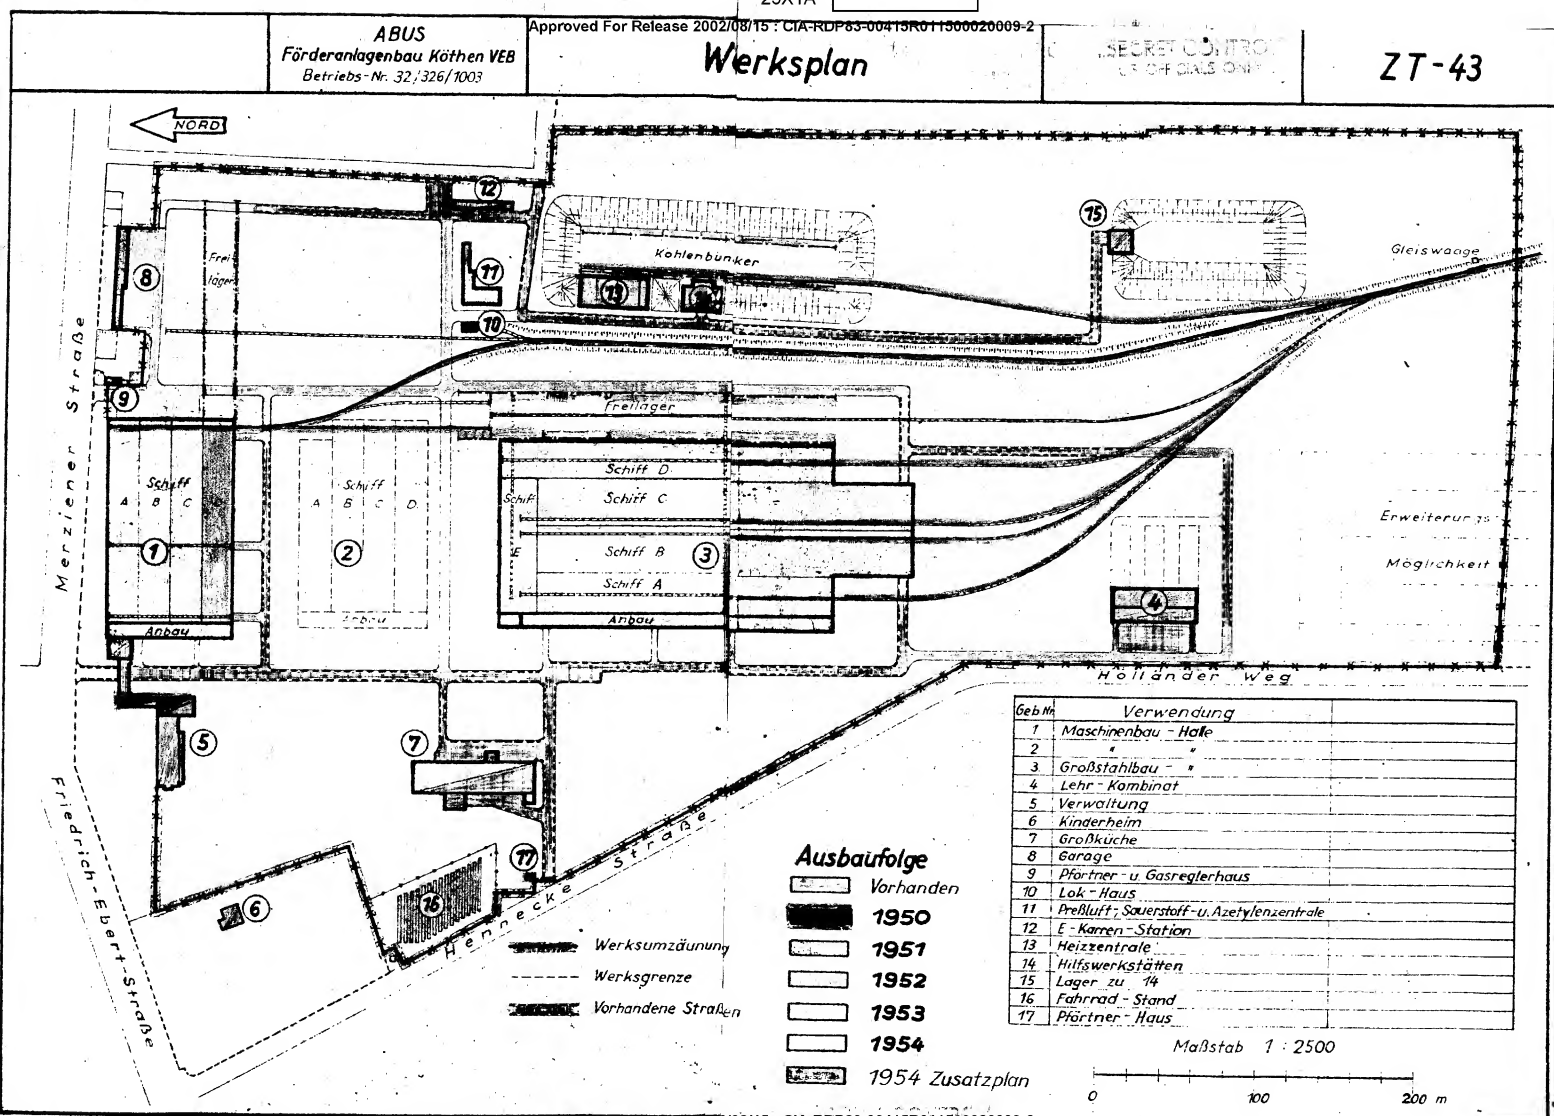 25X1A
Approved For Release 2002/08/15 : CIA-RDP83-00415R011500020009-2
ABUS
Förderanlagenbau Köthen VEB
Betriebs-Nr. 32/326/1003
Werksplan
SECRET CONTROL
ZT-43
NORD
12
15
Gleiswaage
Kohlenbunker
8
Frei-
lager
11
13
10
Merziener Straße
9
Freilager
Schiff
A B C D
1
Anbau
Schiff
A B C D
2
Anbau
Schiff D
Schiff
Schiff C
E
Schiff B
3
Schiff A
Anbau
4
Erweiterungs
Möglichkeit
Holländer Weg
5
7
Friedrich-Ebert-Straße
6
16
17
Hennecke Straße
Werksumzäunung
Werksgrenze
Vorhandene Straßen
Ausbaufolge
Vorhanden
1950
1951
1952
1953
1954
1954 Zusatzplan
Geb Nr. Verwendung
1 Maschinenbau - Halle
2 " "
3 Großstahlbau - "
4 Lehr-Kombinat
5 Verwaltung
6 Kinderheim
7 Großküche
8 Garage
9 Pförtner- u. Gasreglerhaus
10 Lok-Haus
11 Preßluft-, Sauerstoff- u. Azetylenzentrale
12 E-Karren-Station
13 Heizzentrale
14 Hilfswerkstätten
15 Lager zu 14
16 Fahrrad-Stand
17 Pförtner-Haus
Maßstab 1:2500
0 100 200 m